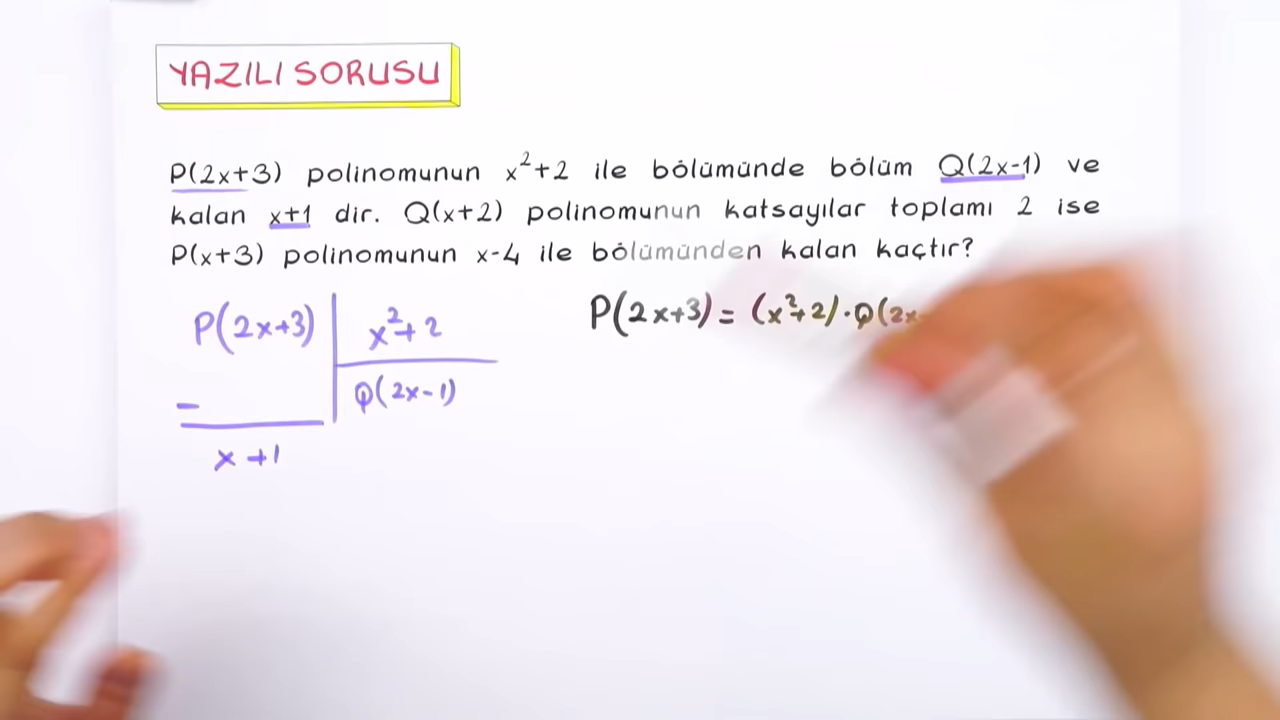 YAZILI SORUSU
P(2x+3) polinomunun x²+2 ile bölümünde bölüm Q(2x-1) ve
kalan x+1 dir. Q(x+2) polinomunun katsayılar toplamı 2 ise
P(x+3) polinomunun x-4 ile bölümünden kalan kaçtır?
P(2x+3) x²+2
Q(2x-1)
-
x+1
P(2x+3) = (x²+2).Q(2x